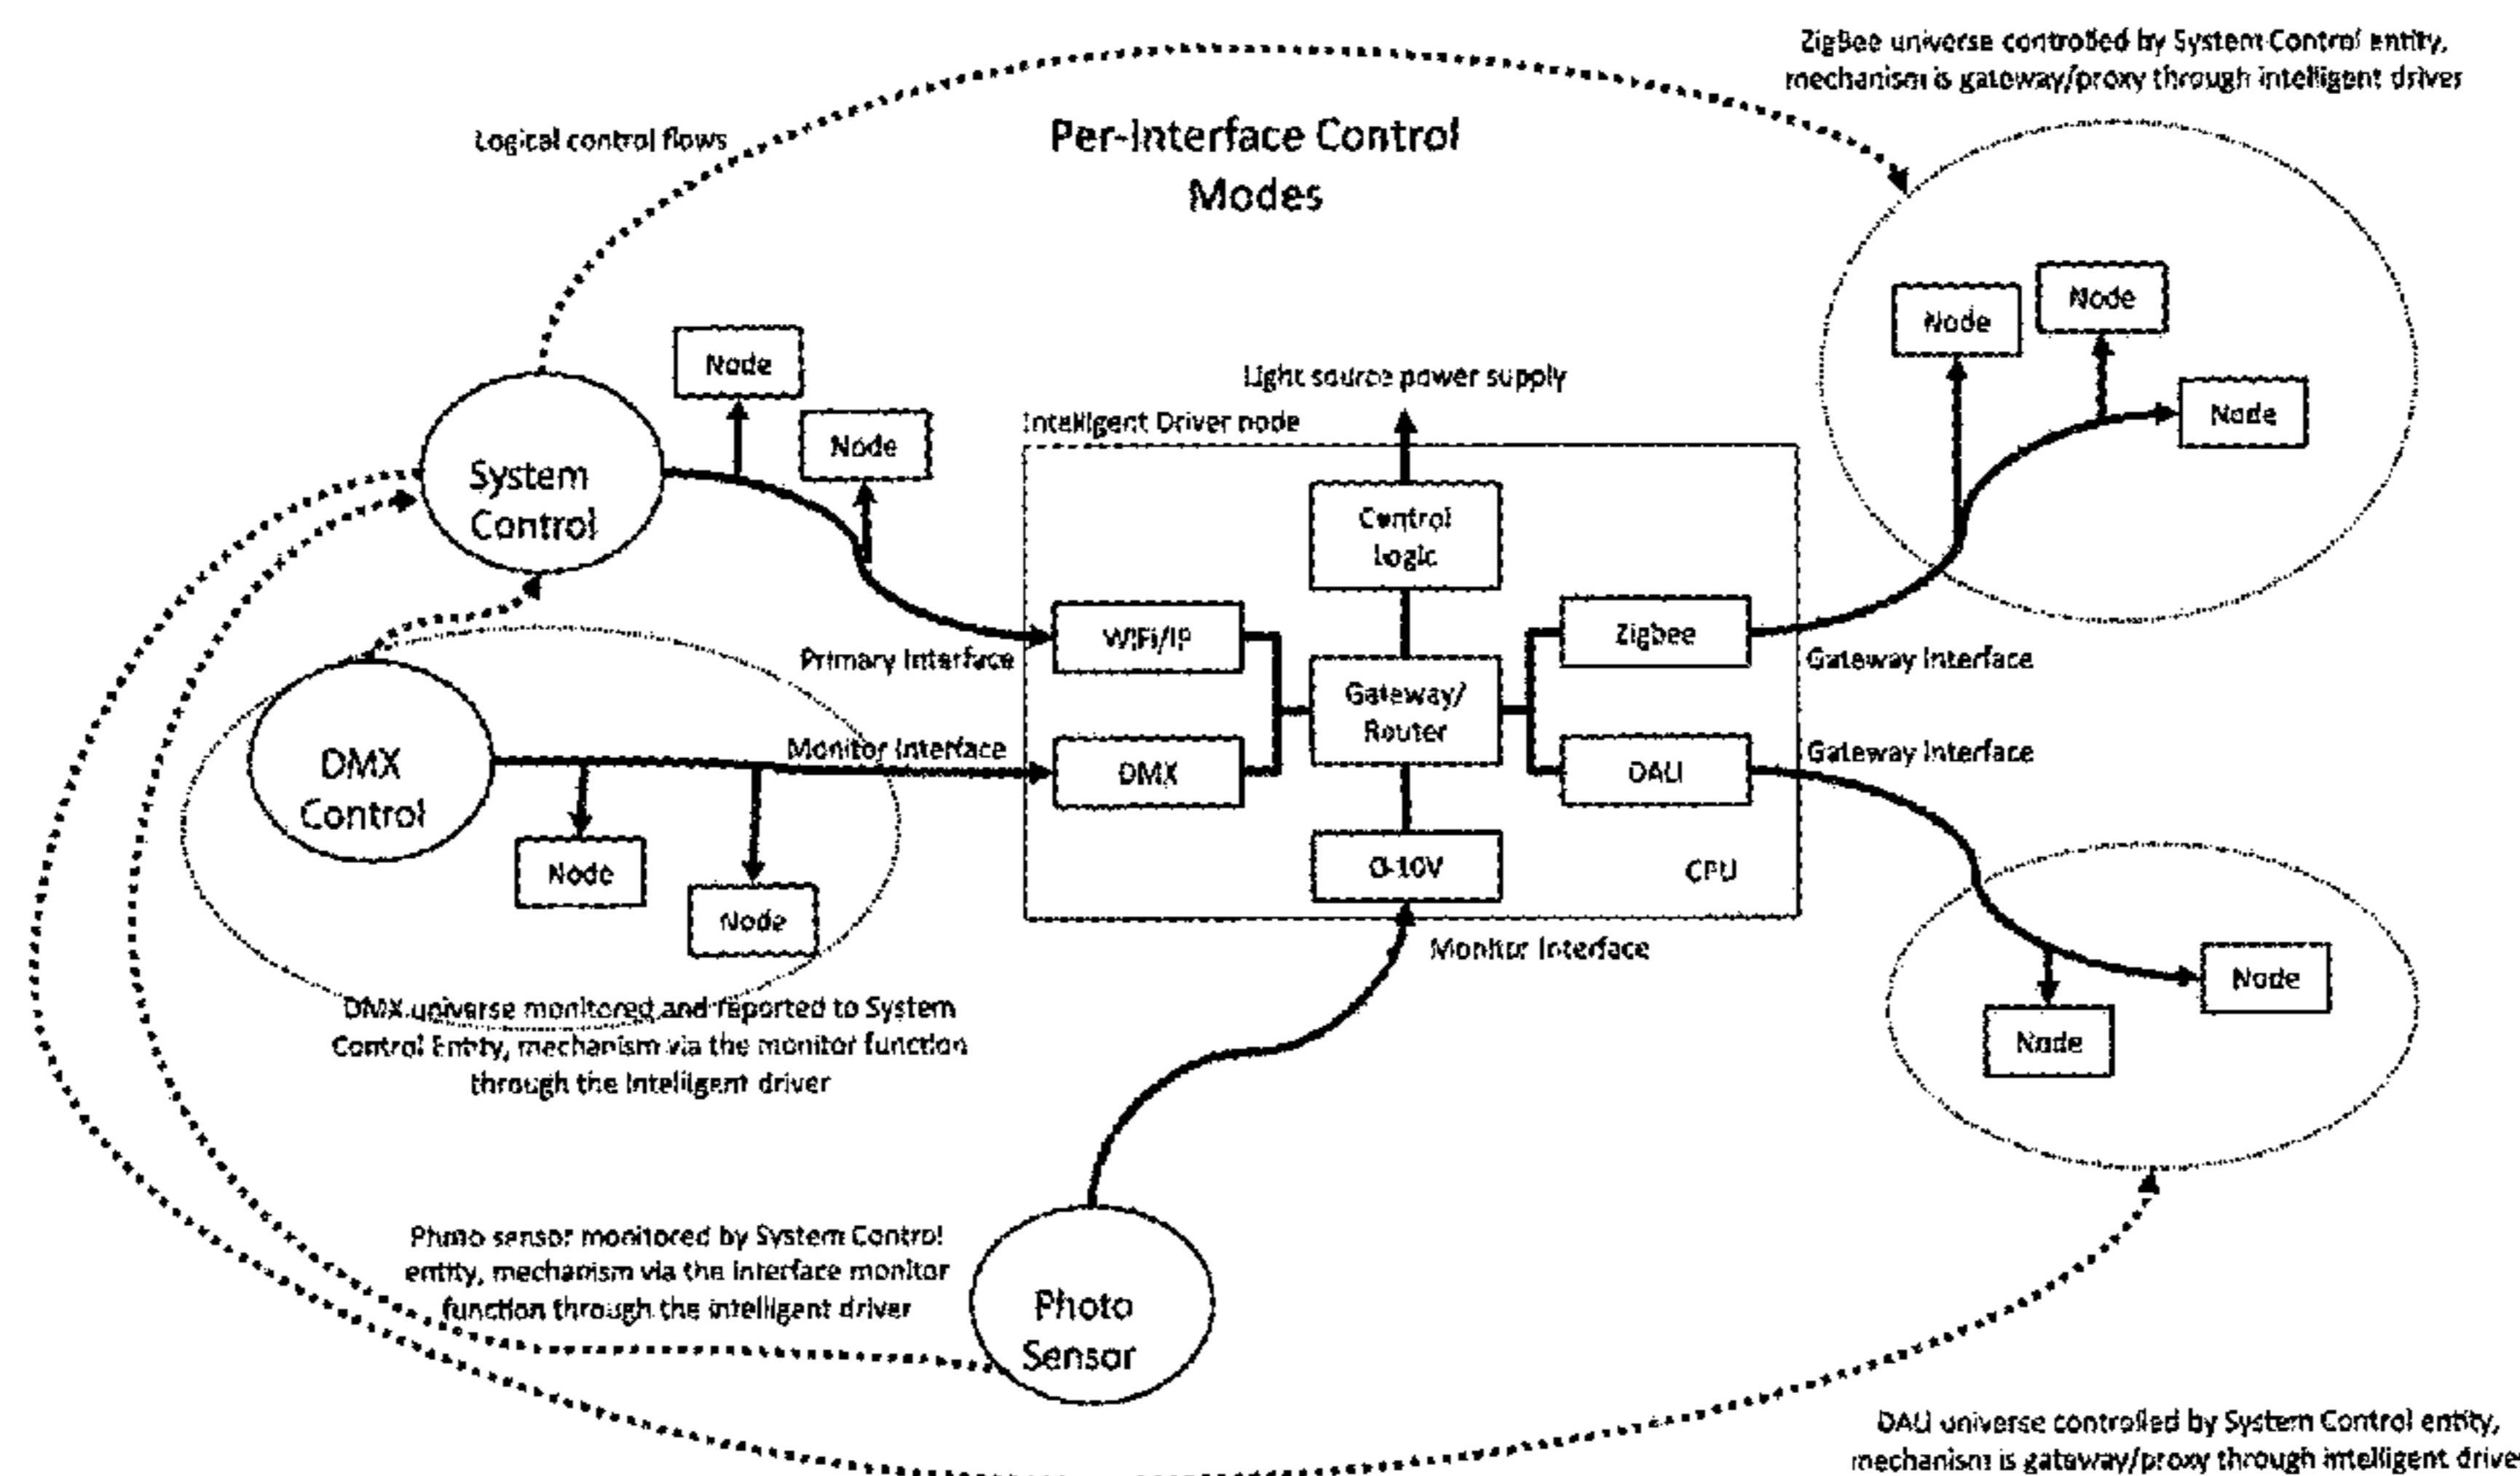 ZigBee universe controlled by System Control entity,
mechanism is gateway/proxy through intelligent driver
Logical control flows
Per-Interface Control
Modes
Node
Node
Node
Node
Node
Light source power supply
Intelligent Driver node
System
Control
Control
Logic
WiFi/IP
Zigbee
Primary Interface
Gateway Interface
Gateway/
Router
Monitor Interface
Gateway Interface
DMX
Control
DMX
DALI
Node
0-10V
CPU
Node
Monitor Interface
Node
Node
DMX universe monitored and reported to System
Control Entity, mechanism via the monitor function
through the Intelligent driver
Photo sensor monitored by System Control
entity, mechanism via the interface monitor
function through the intelligent driver
Photo
Sensor
DALI universe controlled by System Control entity,
mechanism is gateway/proxy through intelligent drive